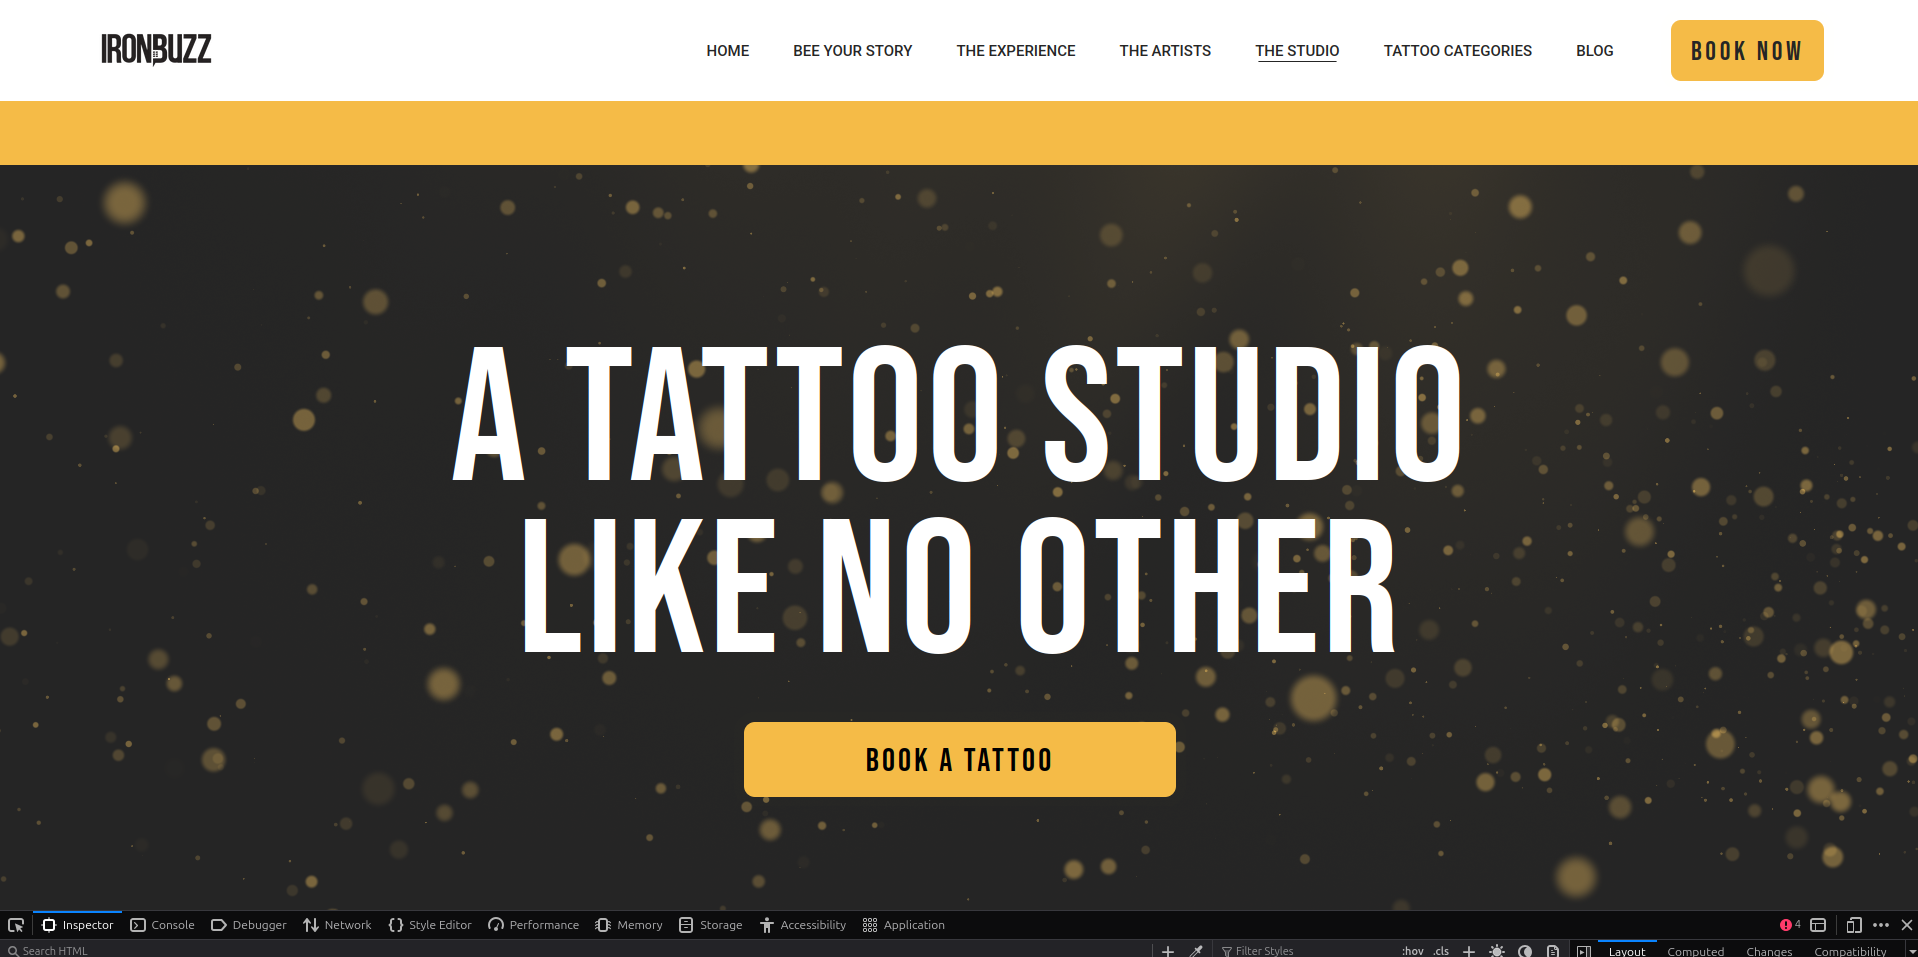 IRONBUZZ
HOME BEE YOUR STORY THE EXPERIENCE THE ARTISTS THE STUDIO TATTOO CATEGORIES BLOG BOOK NOW
A TATTOO STUDIO
LIKE NO OTHER
BOOK A TATTOO
Inspector Console Debugger Network Style Editor Performance Memory Storage Accessibility Application 4
Search HTML Filter Styles :hov .cls Layout Computed Changes Compatibility